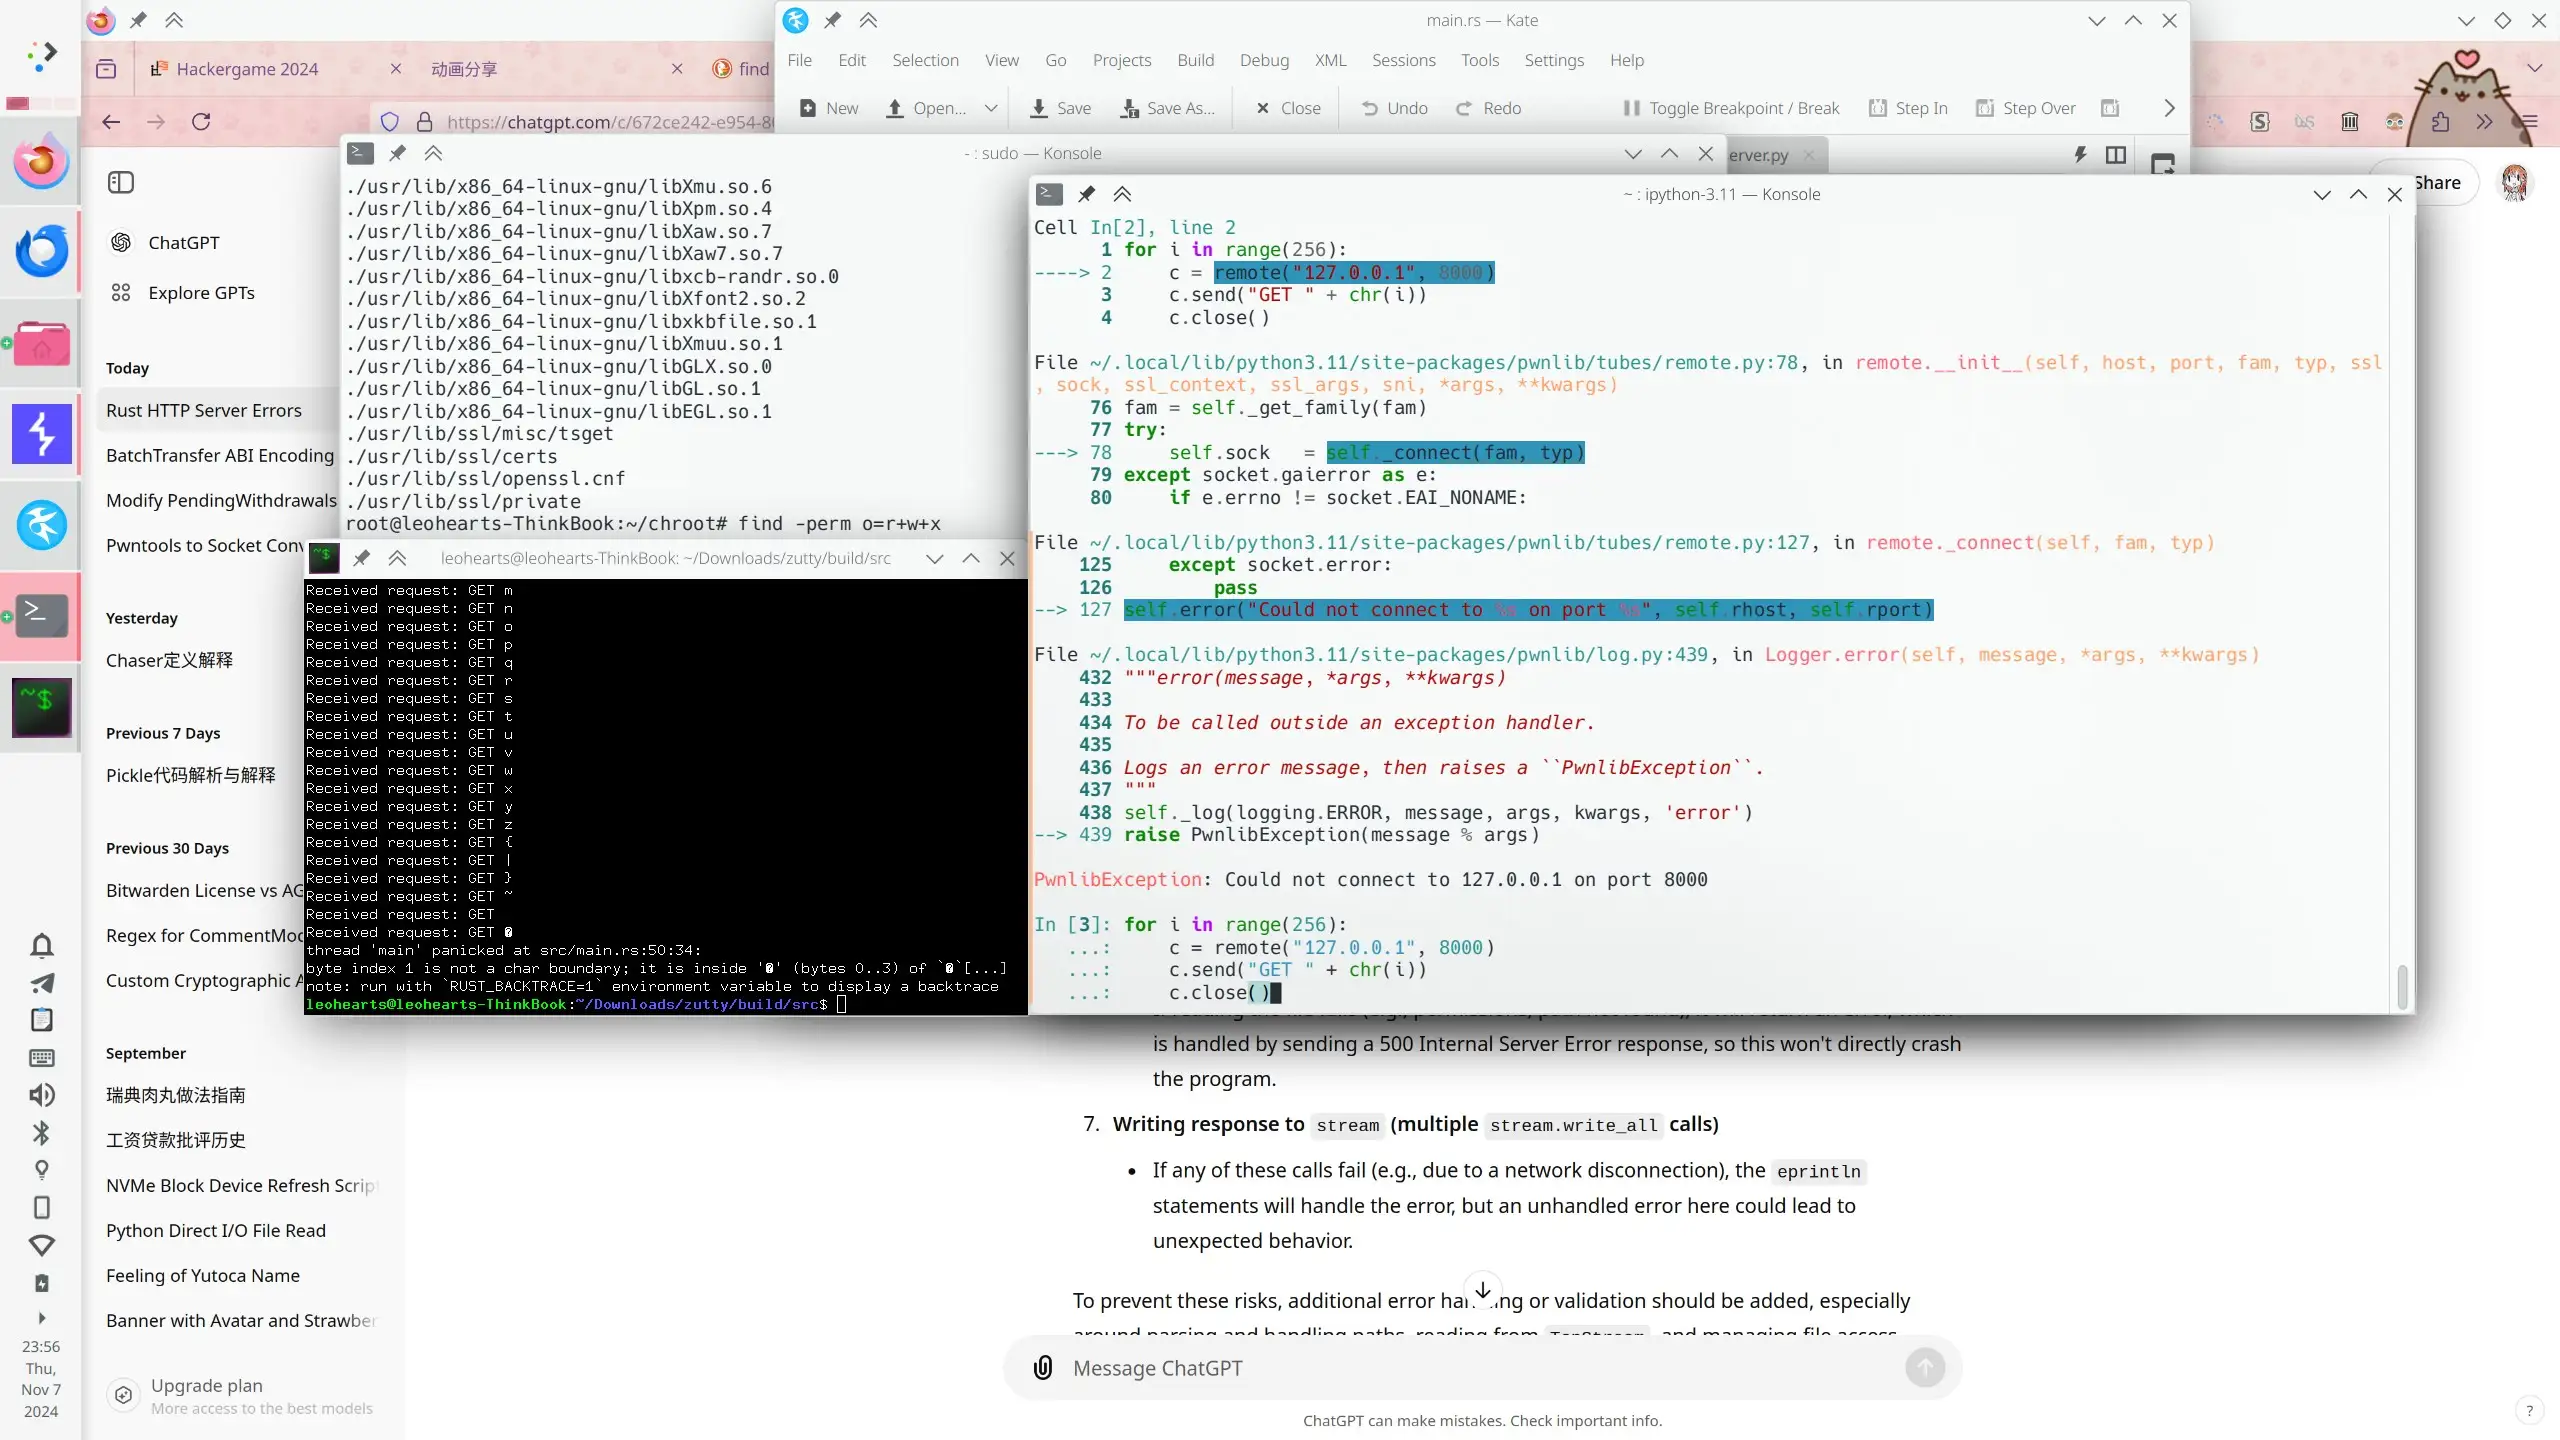 Hackergame 2024
动画分享
find
https://chatgpt.com/c/672ce242-e954-8
main.rs — Kate
File Edit Selection View Go Projects Build Debug XML Sessions Tools Settings Help
New Open... Save Save As... Close Undo Redo Toggle Breakpoint / Break Step In Step Over
erver.py
Share
ChatGPT
Explore GPTs
Today
Rust HTTP Server Errors
BatchTransfer ABI Encoding
Modify PendingWithdrawals
Pwntools to Socket Conv
Yesterday
Chaser定义解释
Previous 7 Days
Pickle代码解析与解释
Previous 30 Days
Bitwarden License vs AG
Regex for CommentMod
Custom Cryptographic A
September
瑞典肉丸做法指南
工资贷款批评历史
NVMe Block Device Refresh Scrip
Python Direct I/O File Read
Feeling of Yutoca Name
Banner with Avatar and Strawber
Upgrade plan
More access to the best models
23:56
Thu,
Nov 7
2024
- : sudo — Konsole
./usr/lib/x86_64-linux-gnu/libXmu.so.6
./usr/lib/x86_64-linux-gnu/libXpm.so.4
./usr/lib/x86_64-linux-gnu/libXaw.so.7
./usr/lib/x86_64-linux-gnu/libXaw7.so.7
./usr/lib/x86_64-linux-gnu/libxcb-randr.so.0
./usr/lib/x86_64-linux-gnu/libXfont2.so.2
./usr/lib/x86_64-linux-gnu/libxkbfile.so.1
./usr/lib/x86_64-linux-gnu/libXmuu.so.1
./usr/lib/x86_64-linux-gnu/libGLX.so.0
./usr/lib/x86_64-linux-gnu/libGL.so.1
./usr/lib/x86_64-linux-gnu/libEGL.so.1
./usr/lib/ssl/misc/tsget
./usr/lib/ssl/certs
./usr/lib/ssl/openssl.cnf
./usr/lib/ssl/private
root@leohearts-ThinkBook:~/chroot# find -perm o=r+w+x
leohearts@leohearts-ThinkBook: ~/Downloads/zutty/build/src
Received request: GET m
Received request: GET n
Received request: GET o
Received request: GET p
Received request: GET q
Received request: GET r
Received request: GET s
Received request: GET t
Received request: GET u
Received request: GET v
Received request: GET w
Received request: GET x
Received request: GET y
Received request: GET z
Received request: GET {
Received request: GET |
Received request: GET }
Received request: GET ~
Received request: GET
Received request: GET �
thread 'main' panicked at src/main.rs:50:34:
byte index 1 is not a char boundary; it is inside '�' (bytes 0..3) of `�`[...]
note: run with `RUST_BACKTRACE=1` environment variable to display a backtrace
leohearts@leohearts-ThinkBook:~/Downloads/zutty/build/src$
~ : ipython-3.11 — Konsole
Cell In[2], line 2
1 for i in range(256):
----> 2 c = remote("127.0.0.1", 8000)
3 c.send("GET " + chr(i))
4 c.close()
File ~/.local/lib/python3.11/site-packages/pwnlib/tubes/remote.py:78, in remote.__init__(self, host, port, fam, typ, ssl
, sock, ssl_context, ssl_args, sni, *args, **kwargs)
76 fam = self._get_family(fam)
77 try:
---> 78 self.sock = self._connect(fam, typ)
79 except socket.gaierror as e:
80 if e.errno != socket.EAI_NONAME:
File ~/.local/lib/python3.11/site-packages/pwnlib/tubes/remote.py:127, in remote._connect(self, fam, typ)
125 except socket.error:
126 pass
--> 127 self.error("Could not connect to %s on port %s", self.rhost, self.rport)
File ~/.local/lib/python3.11/site-packages/pwnlib/log.py:439, in Logger.error(self, message, *args, **kwargs)
432 """error(message, *args, **kwargs)
433
434 To be called outside an exception handler.
435
436 Logs an error message, then raises a ``PwnlibException``.
437 """
438 self._log(logging.ERROR, message, args, kwargs, 'error')
--> 439 raise PwnlibException(message % args)
PwnlibException: Could not connect to 127.0.0.1 on port 8000
In [3]: for i in range(256):
...: c = remote("127.0.0.1", 8000)
...: c.send("GET " + chr(i))
...: c.close()
is handled by sending a 500 Internal Server Error response, so this won't directly crash
the program.
7. Writing response to stream (multiple stream.write_all calls)
• If any of these calls fail (e.g., due to a network disconnection), the eprintln
statements will handle the error, but an unhandled error here could lead to
unexpected behavior.
To prevent these risks, additional error handling or validation should be added, especially
around parsing and handling paths, reading from TcpStream, and managing file access.
Message ChatGPT
ChatGPT can make mistakes. Check important info.
?